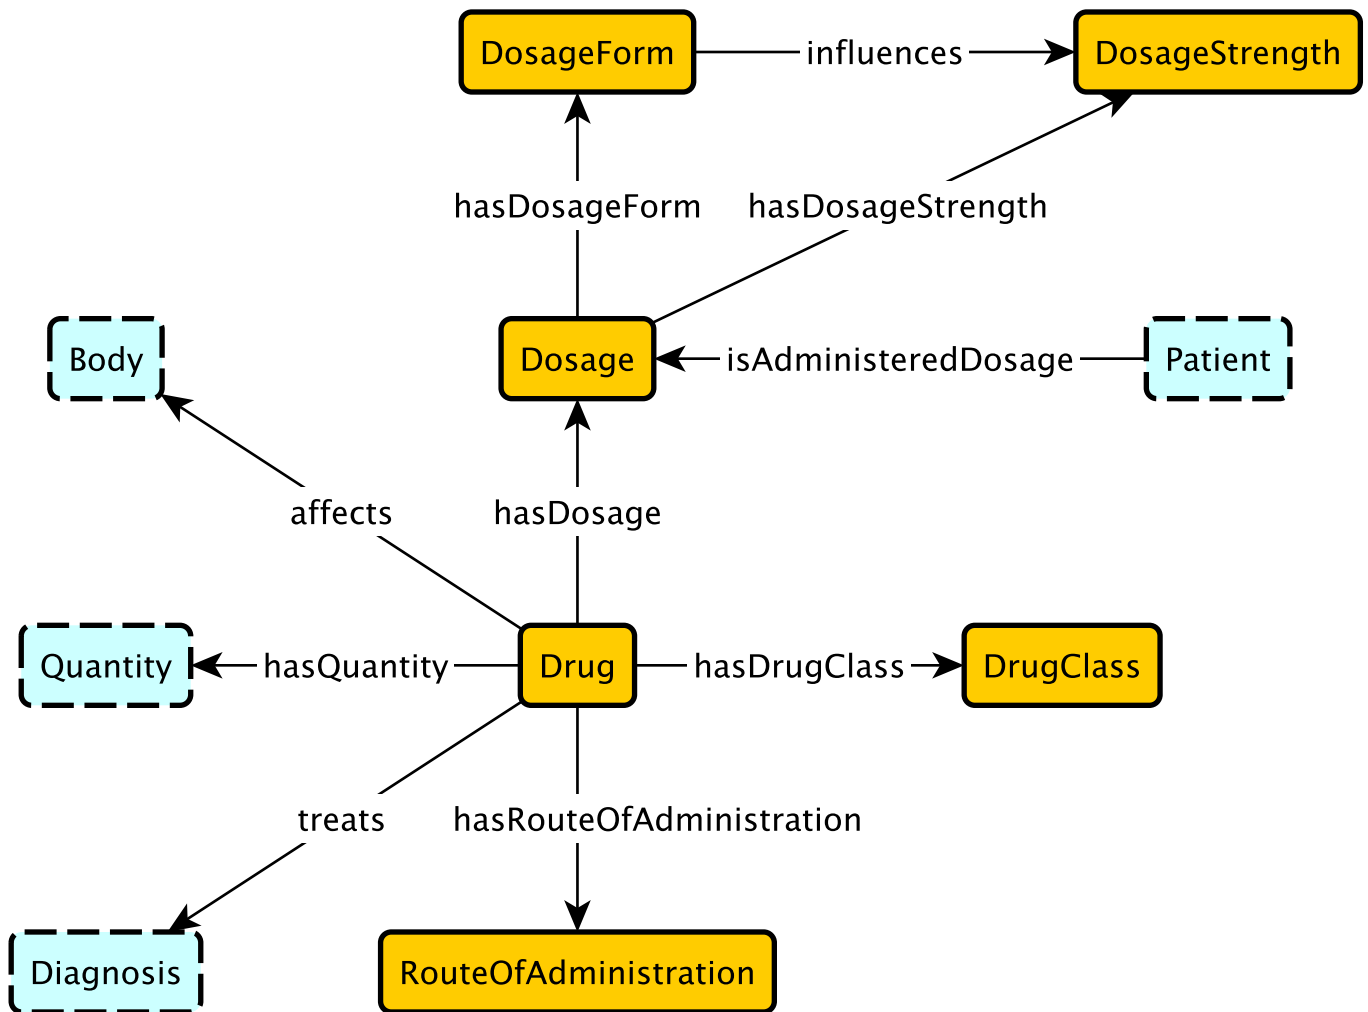 DosageForm
influences
DosageStrength
hasDosageForm
hasDosageStrength
Body
Dosage
isAdministeredDosage
Patient
affects
hasDosage
Quantity
hasQuantity
Drug
hasDrugClass
DrugClass
treats
hasRouteOfAdministration
Diagnosis
RouteOfAdministration